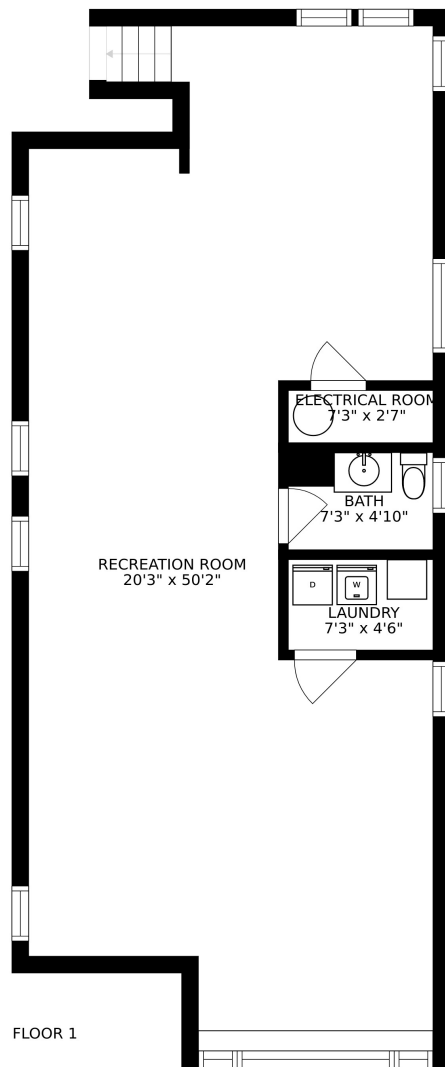 ELECTRICAL ROOM
7'3" x 2'7"
BATH
7'3" x 4'10"
RECREATION ROOM
20'3" x 50'2"
D
W
LAUNDRY
7'3" x 4'6"
FLOOR 1